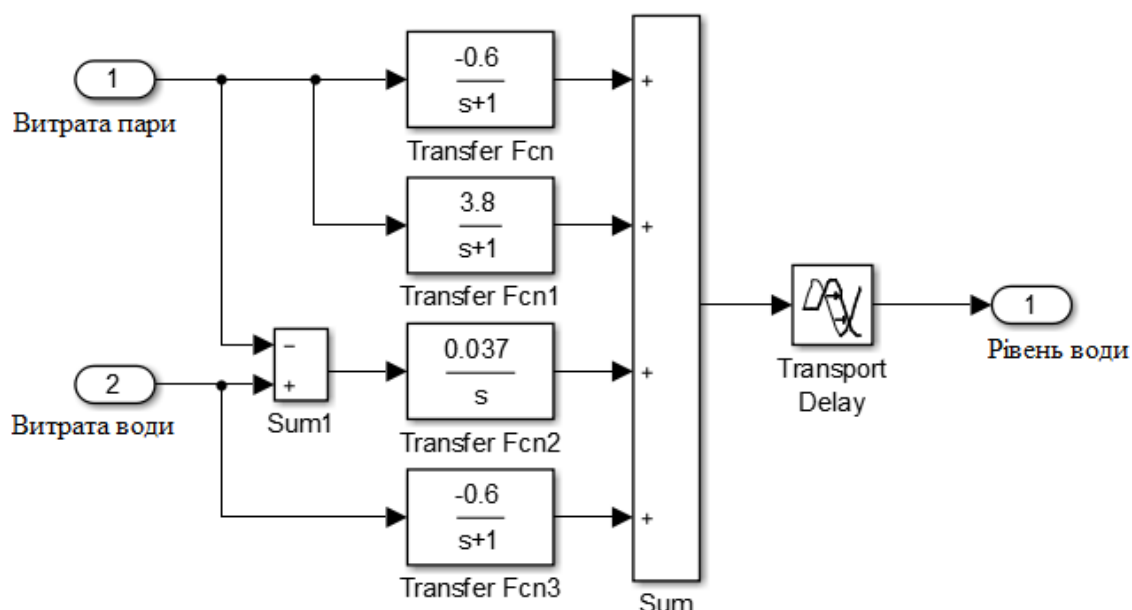 1
Витрата пари
-0.6
s+1
Transfer Fcn
+
3.8
s+1
Transfer Fcn1
+
−
+
Sum1
2
Витрата води
0.037
s
Transfer Fcn2
+
-0.6
s+1
Transfer Fcn3
+
Sum
Transport
Delay
1
Рівень води